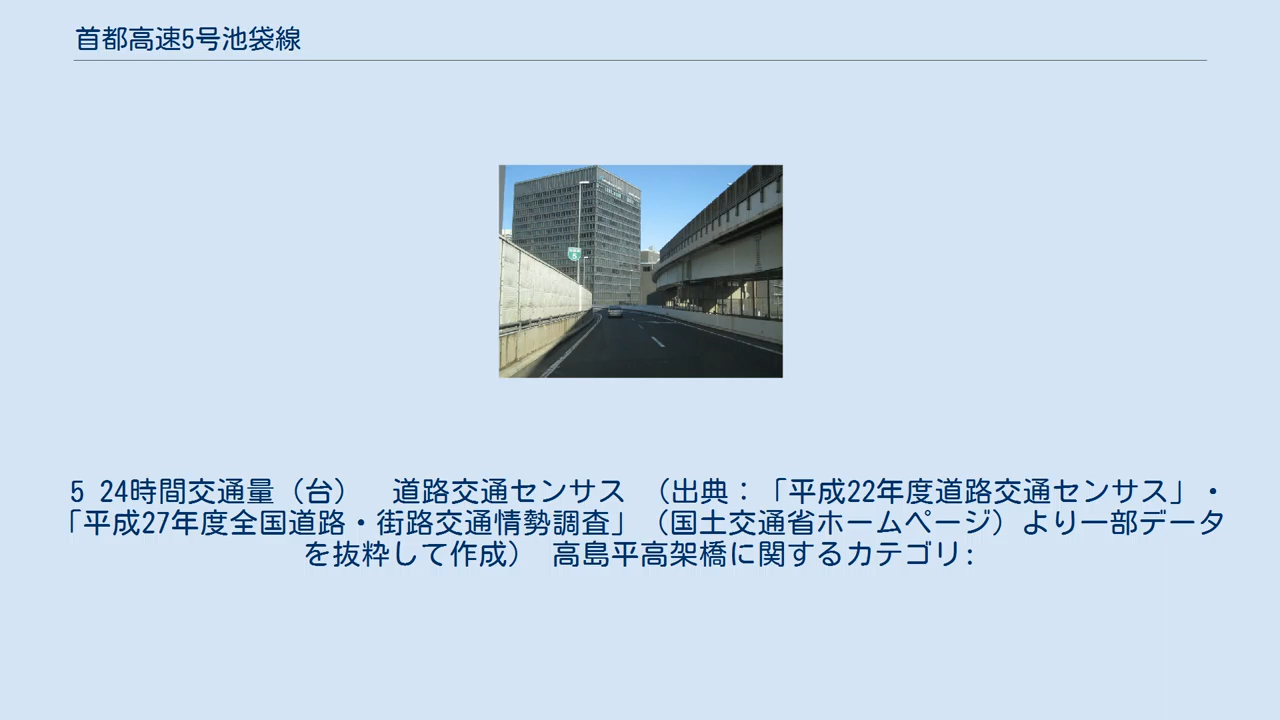 首都高速5号池袋線
5 24時間交通量（台）　道路交通センサス （出典：「平成22年度道路交通センサス」・
「平成27年度全国道路・街路交通情勢調査」（国土交通省ホームページ）より一部データ
を抜粋して作成） 高島平高架橋に関するカテゴリ: